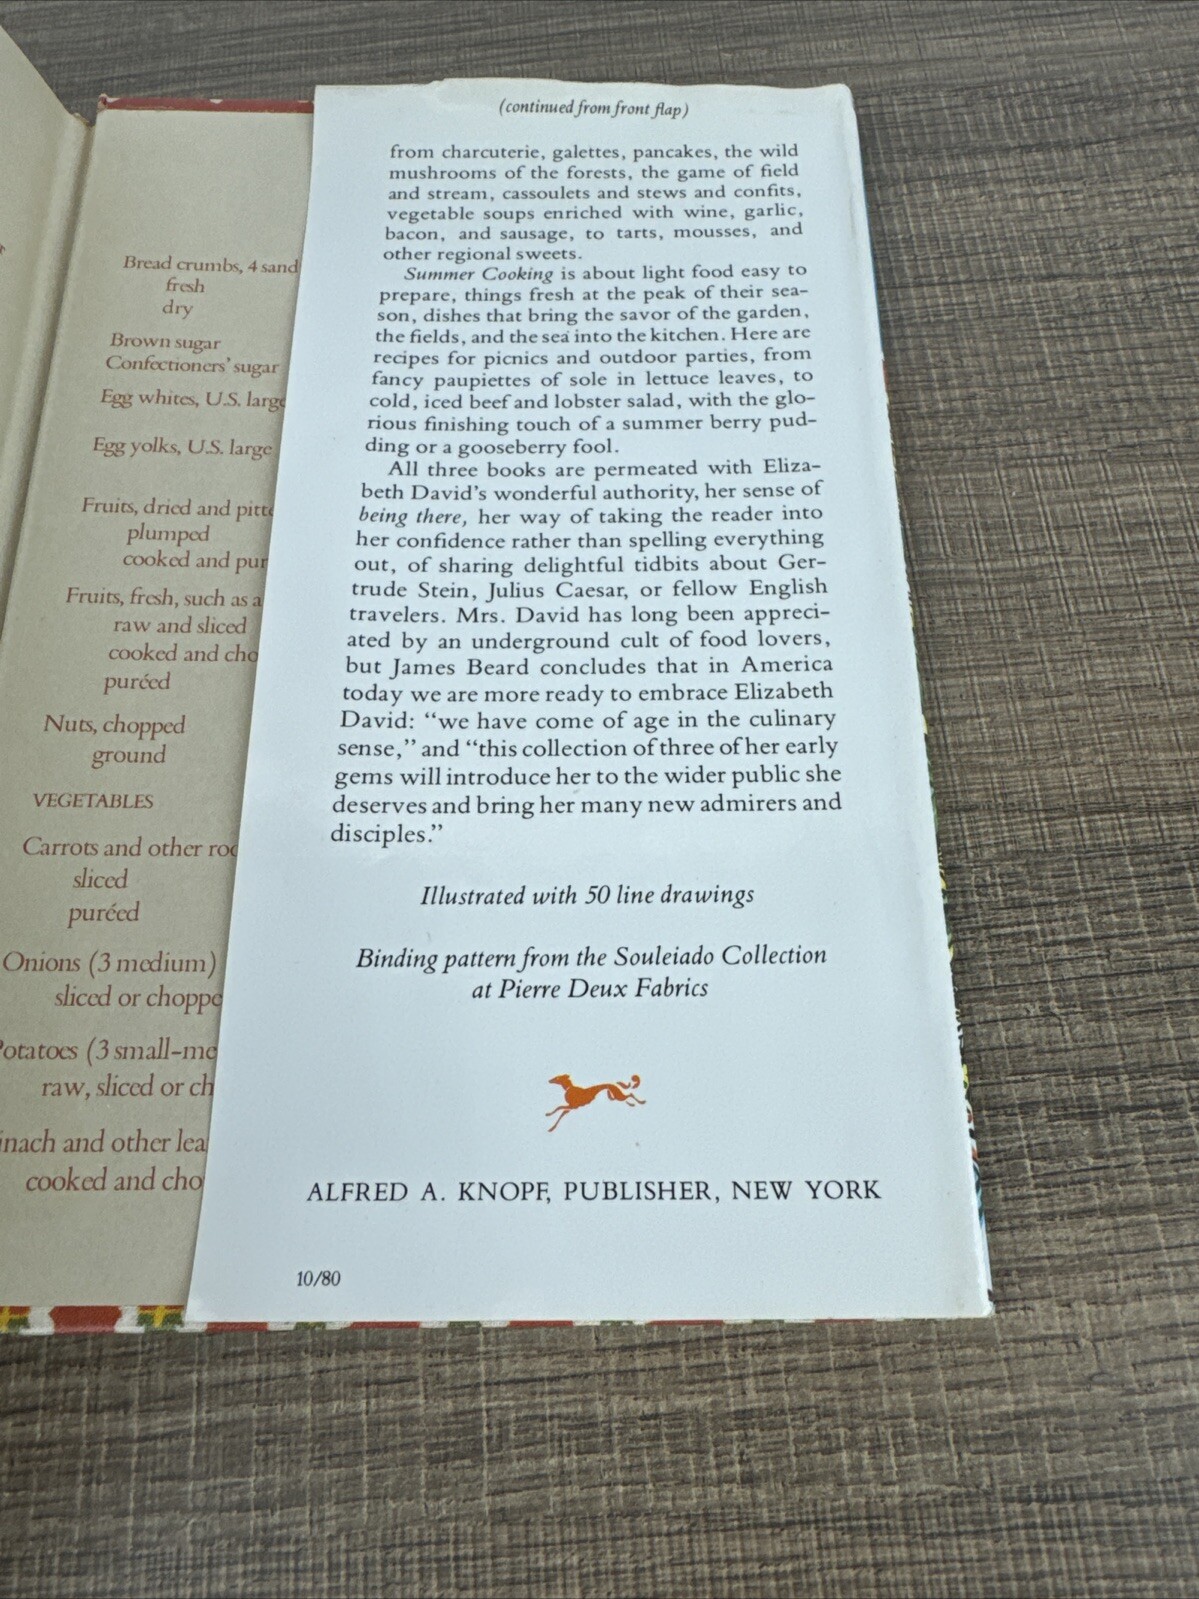 Bread crumbs, 4 sand
fresh
dry
Brown sugar
Confectioners' sugar
Egg whites, U.S. large
Egg yolks, U.S. large
Fruits, dried and pitte
plumped
cooked and pur
Fruits, fresh, such as a
raw and sliced
cooked and cho
puréed
Nuts, chopped
ground
VEGETABLES
Carrots and other roo
sliced
puréed
Onions (3 medium)
sliced or choppe
Potatoes (3 small-me
raw, sliced or ch
inach and other lea
cooked and cho
(continued from front flap)
from charcuterie, galettes, pancakes, the wild
mushrooms of the forests, the game of field
and stream, cassoulets and stews and confits,
vegetable soups enriched with wine, garlic,
bacon, and sausage, to tarts, mousses, and
other regional sweets.
Summer Cooking is about light food easy to
prepare, things fresh at the peak of their sea-
son, dishes that bring the savor of the garden,
the fields, and the sea into the kitchen. Here are
recipes for picnics and outdoor parties, from
fancy paupiettes of sole in lettuce leaves, to
cold, iced beef and lobster salad, with the glo-
rious finishing touch of a summer berry pud-
ding or a gooseberry fool.
All three books are permeated with Eliza-
beth David's wonderful authority, her sense of
being there, her way of taking the reader into
her confidence rather than spelling everything
out, of sharing delightful tidbits about Ger-
trude Stein, Julius Caesar, or fellow English
travelers. Mrs. David has long been appreci-
ated by an underground cult of food lovers,
but James Beard concludes that in America
today we are more ready to embrace Elizabeth
David: "we have come of age in the culinary
sense," and "this collection of three of her early
gems will introduce her to the wider public she
deserves and bring her many new admirers and
disciples."
Illustrated with 50 line drawings
Binding pattern from the Souleiado Collection
at Pierre Deux Fabrics
ALFRED A. KNOPF, PUBLISHER, NEW YORK
10/80